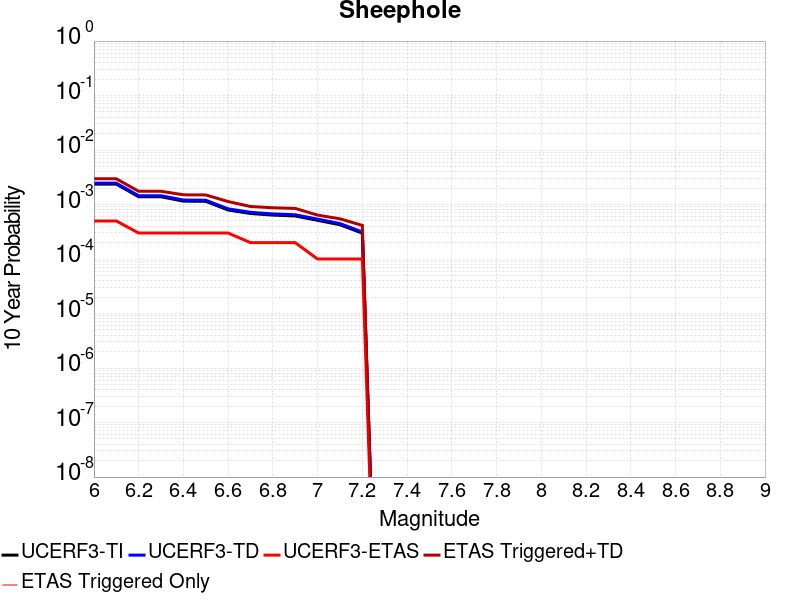 Sheephole
10^0
10^-1
10^-2
10^-3
10^-4
10^-5
10^-6
10^-7
10^-8
10 Year Probability
6 6.2 6.4 6.6 6.8 7 7.2 7.4 7.6 7.8 8 8.2 8.4 8.6 8.8 9
Magnitude
UCERF3-TI UCERF3-TD UCERF3-ETAS ETAS Triggered+TD
ETAS Triggered Only